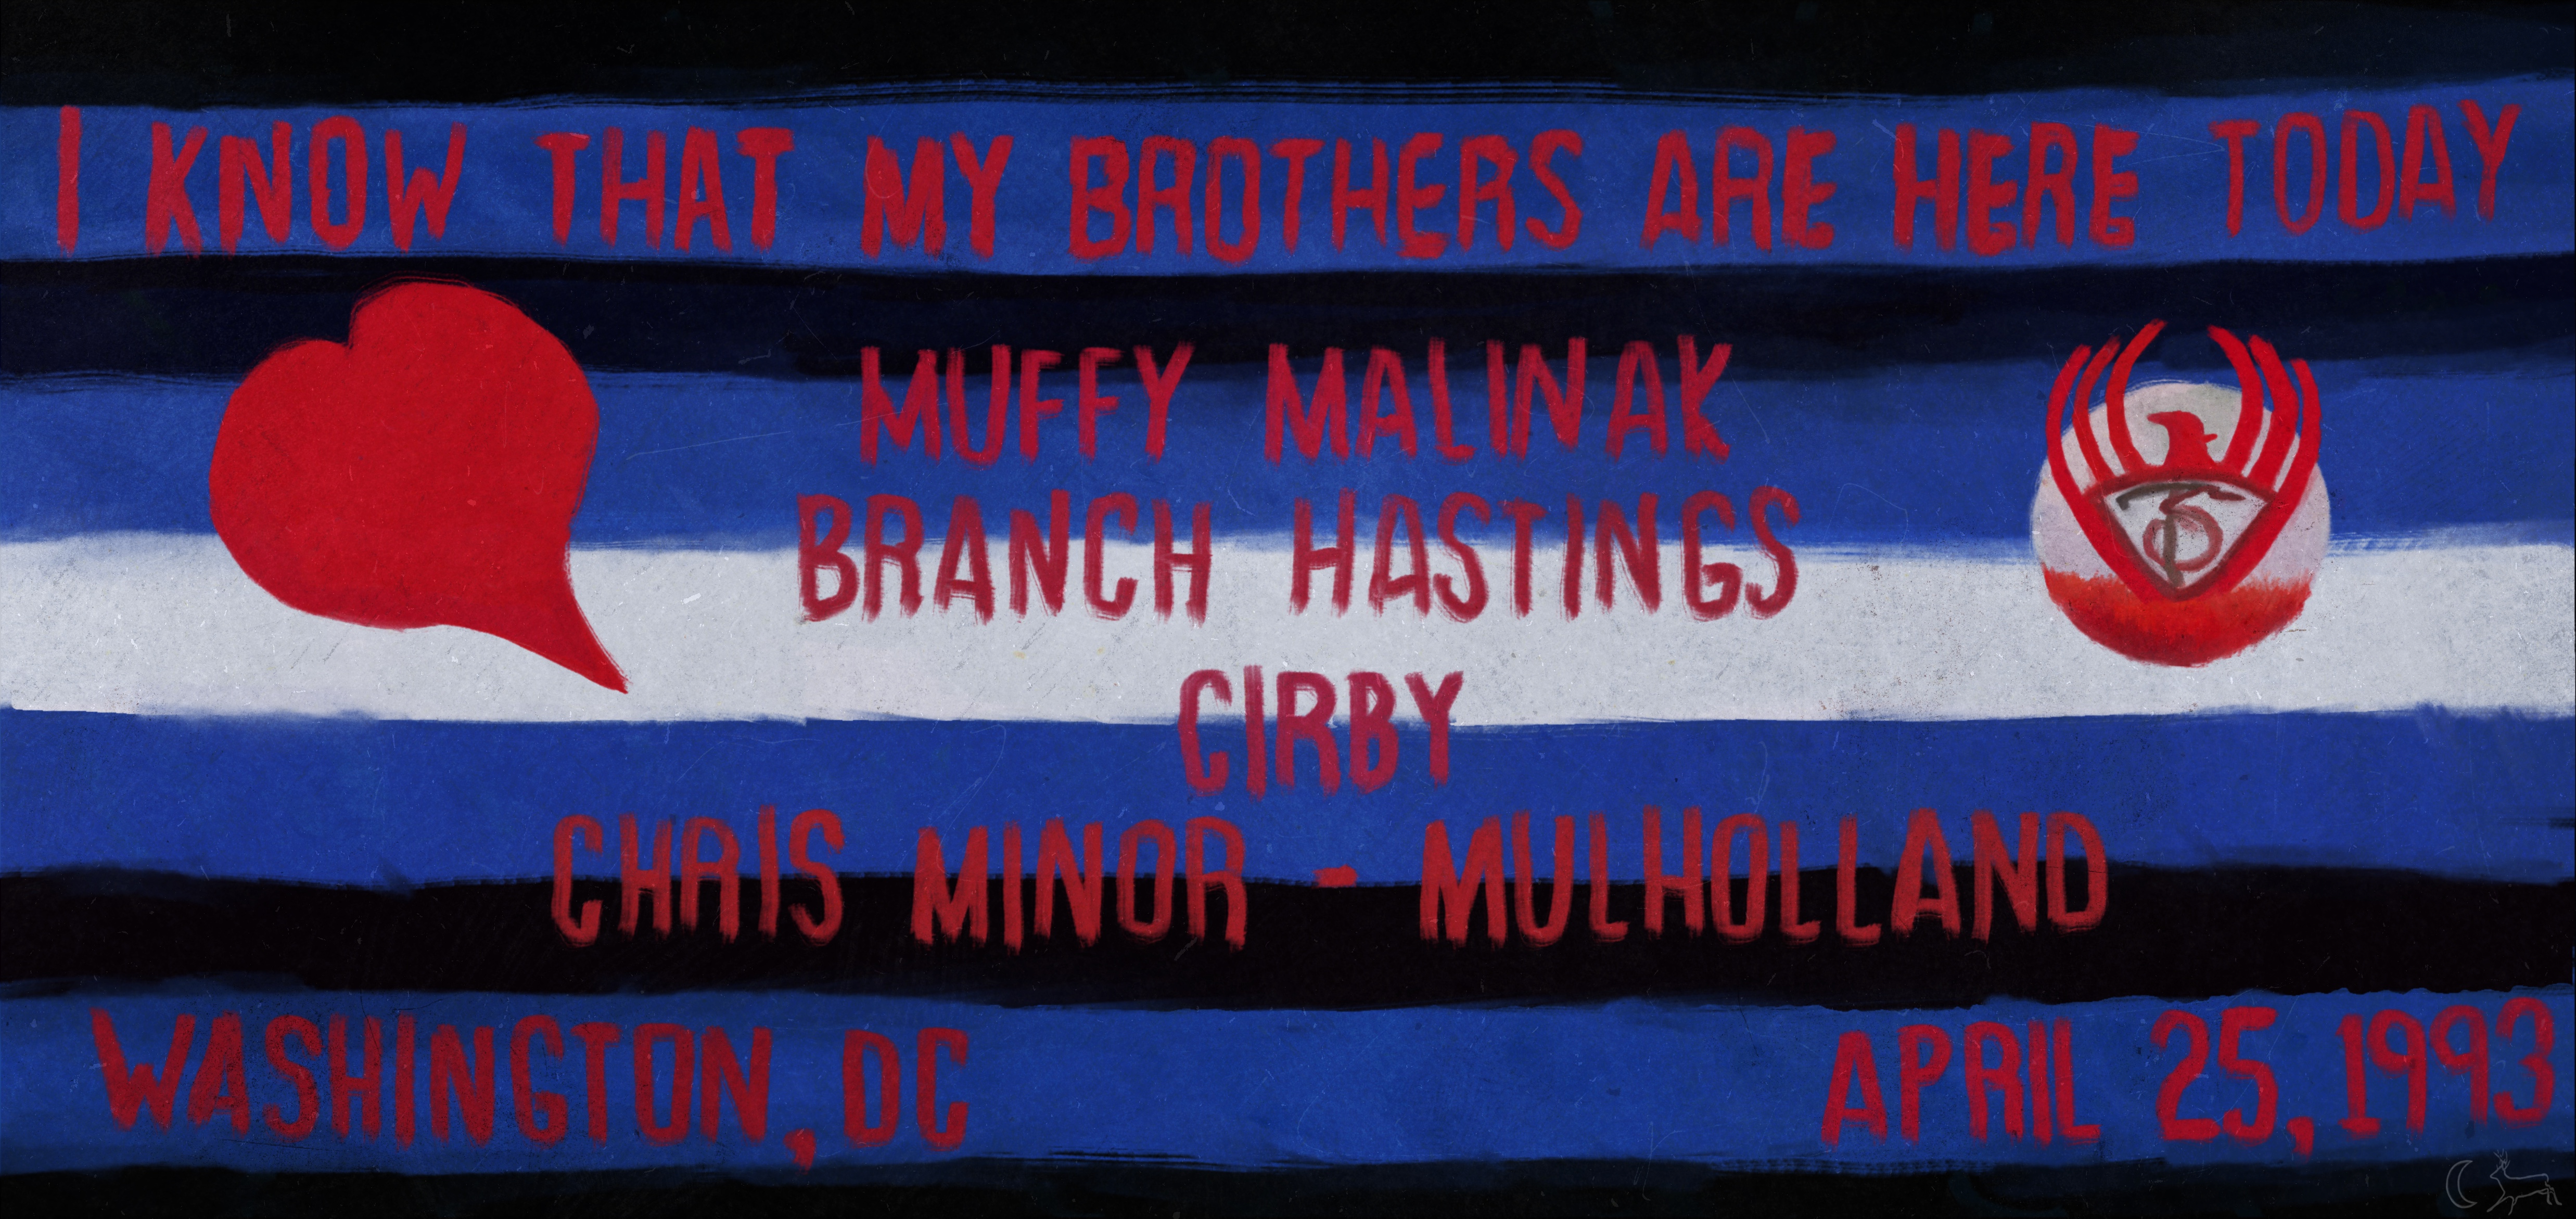 I KNOW THAT MY BROTHERS ARE HERE TODAY
MUFFY MALINAK
BRANCH HASTINGS
CIRBY
CHRIS MINOR - MULHOLLAND
WASHINGTON, DC
APRIL 25, 1993